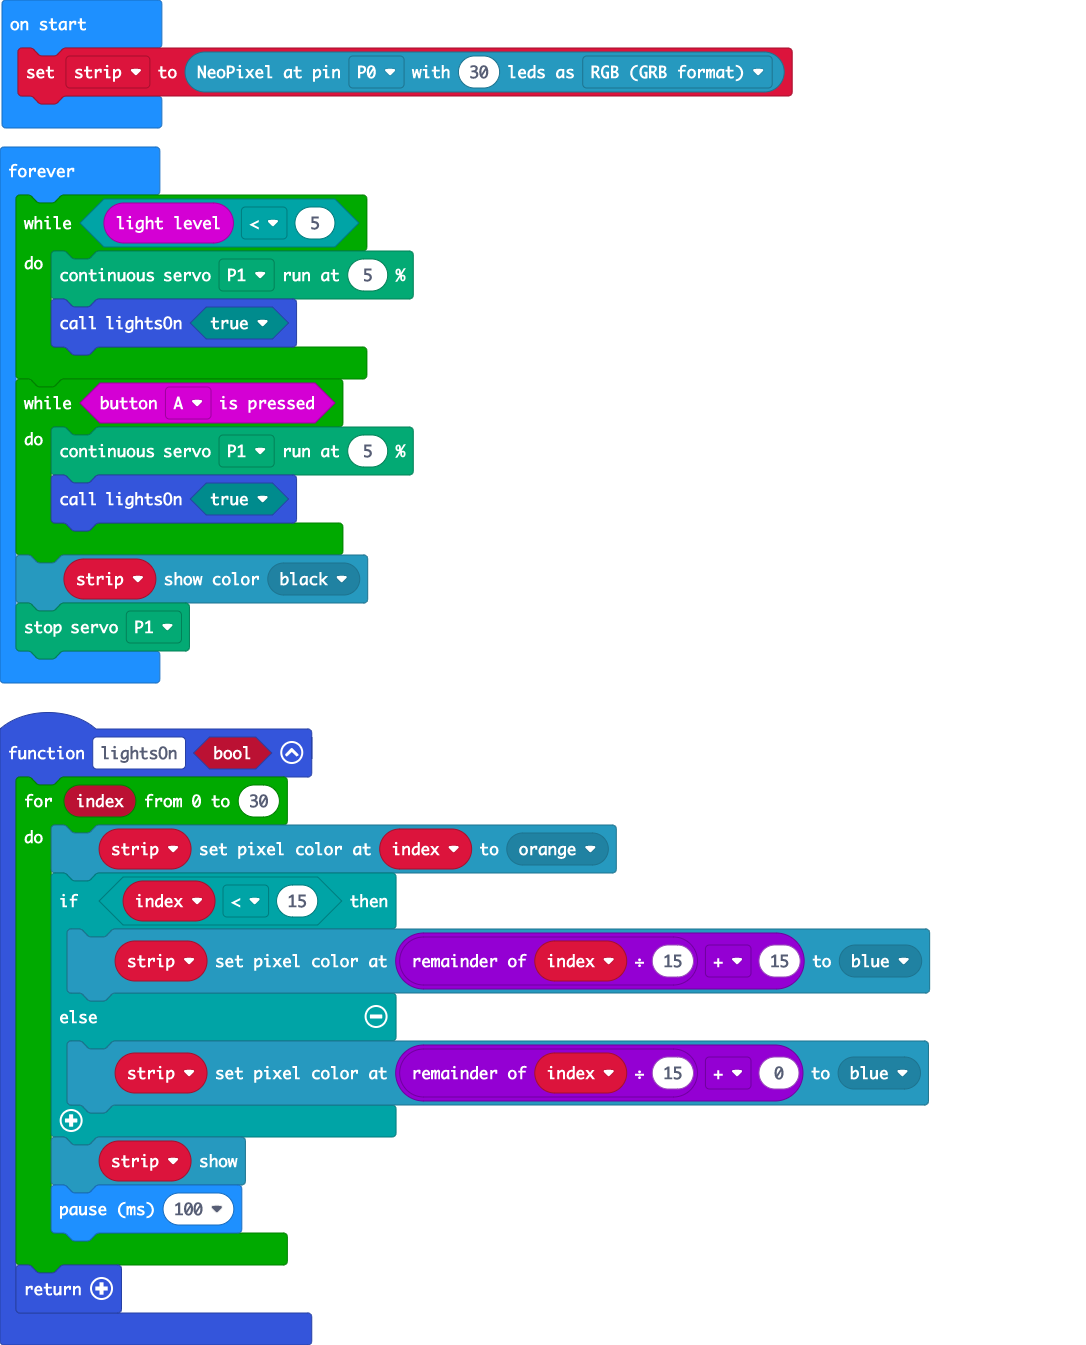 on start
set strip to NeoPixel at pin P0 with 30 leds as RGB (GRB format)
forever
while light level < 5
do
continuous servo P1 run at 5 %
call lightsOn true
while button A is pressed
do
continuous servo P1 run at 5 %
call lightsOn true
strip show color black
stop servo P1
function lightsOn bool
for index from 0 to 30
do
strip set pixel color at index to orange
if index < 15 then
strip set pixel color at remainder of index ÷ 15 + 15 to blue
else
strip set pixel color at remainder of index ÷ 15 + 0 to blue
strip show
pause (ms) 100
return